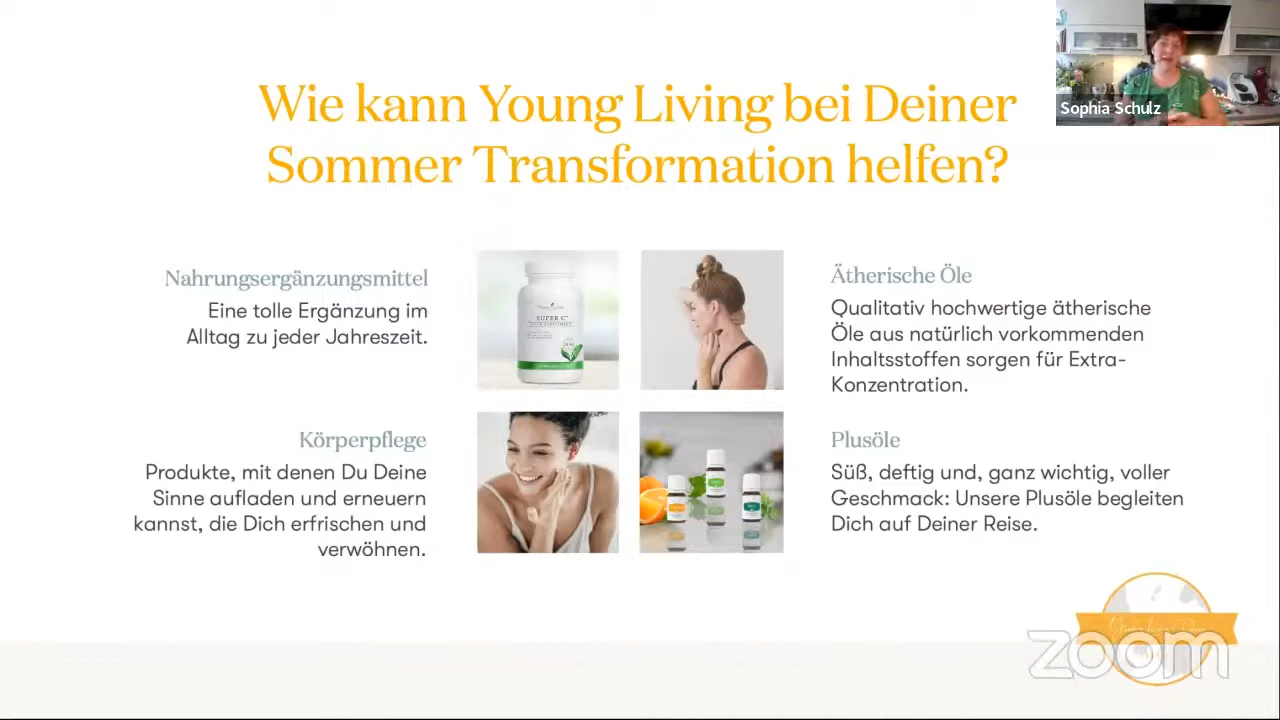 Wie kann Young Living bei Deiner
Sommer Transformation helfen?
Sophia Schulz
Nahrungsergänzungsmittel
Eine tolle Ergänzung im
Alltag zu jeder Jahreszeit.
SUPER C
Ätherische Öle
Qualitativ hochwertige ätherische
Öle aus natürlich vorkommenden
Inhaltsstoffen sorgen für Extra-
Konzentration.
Körperpflege
Produkte, mit denen Du Deine
Sinne aufladen und erneuern
kannst, die Dich erfrischen und
verwöhnen.
Plusöle
Süß, deftig und, ganz wichtig, voller
Geschmack: Unsere Plusöle begleiten
Dich auf Deiner Reise.
zoom